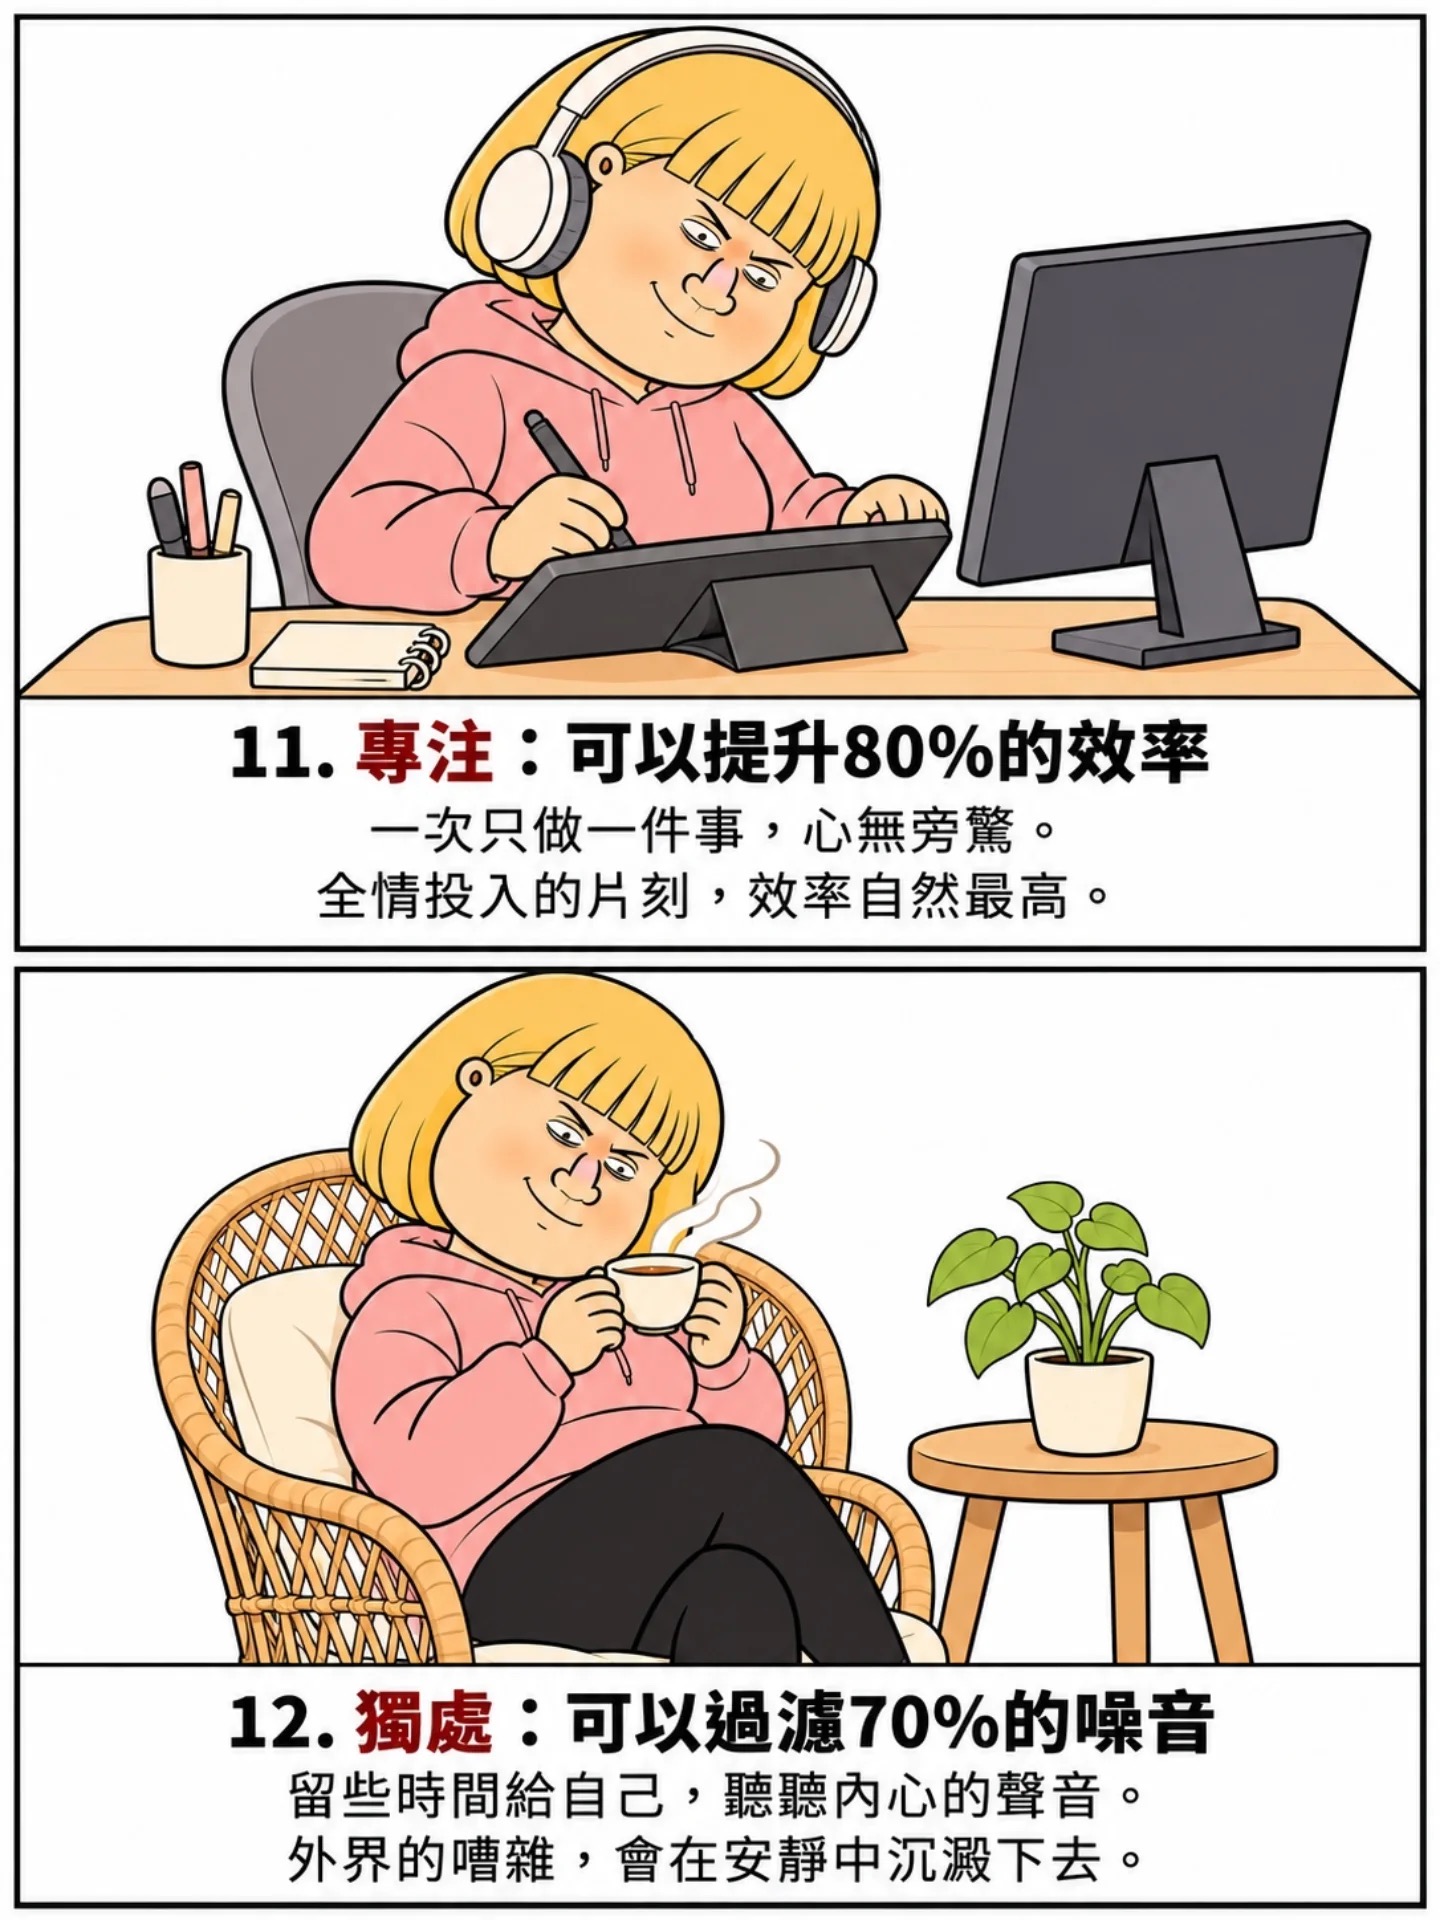 11. 專注：可以提升80%的效率
一次只做一件事，心無旁驚。
全情投入的片刻，效率自然最高。
12. 獨處：可以過濾70%的噪音
留些時間給自己，聽聽內心的聲音。
外界的嘈雜，會在安靜中沉澱下去。